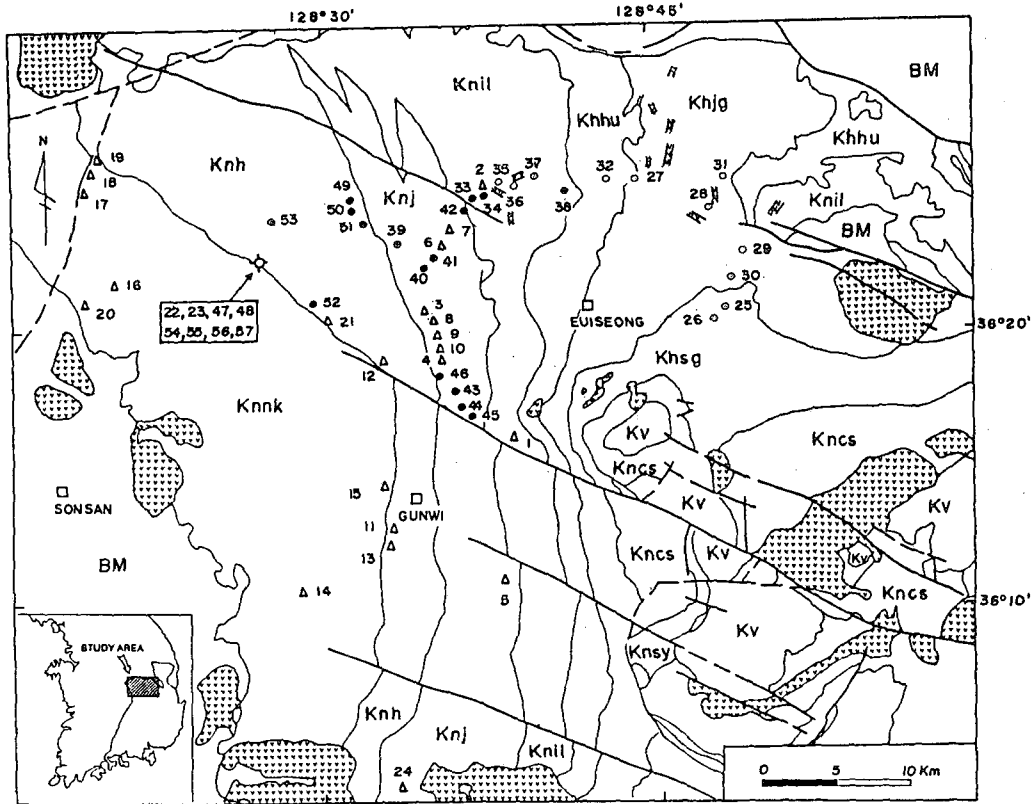 128°30'
128°45'
BM
Knil
Khhu
Khjg
Khhu
N
Knh
19
18
17
49
50
51
53
Knj
2
35
37
33
34
36
42
38
32
27
31
28
Knil
BM
39
6
7
41
40
29
30
25
26
16
20
22, 23, 47, 48
54, 55, 56, 57
52
21
3
8
9
10
4
12
46
43
44
45
1
EUISEONG
36°20'
Khsg
Knnk
Kv
Kncs
Kncs
Kv
Kv
SONSAN
15
GUNWI
11
13
BM
14
5
Kncs
Kv
Kv
Kncs
36°10'
Kv
Knsy
STUDY AREA
Knh
Knj
Knil
24
0 5 10 Km